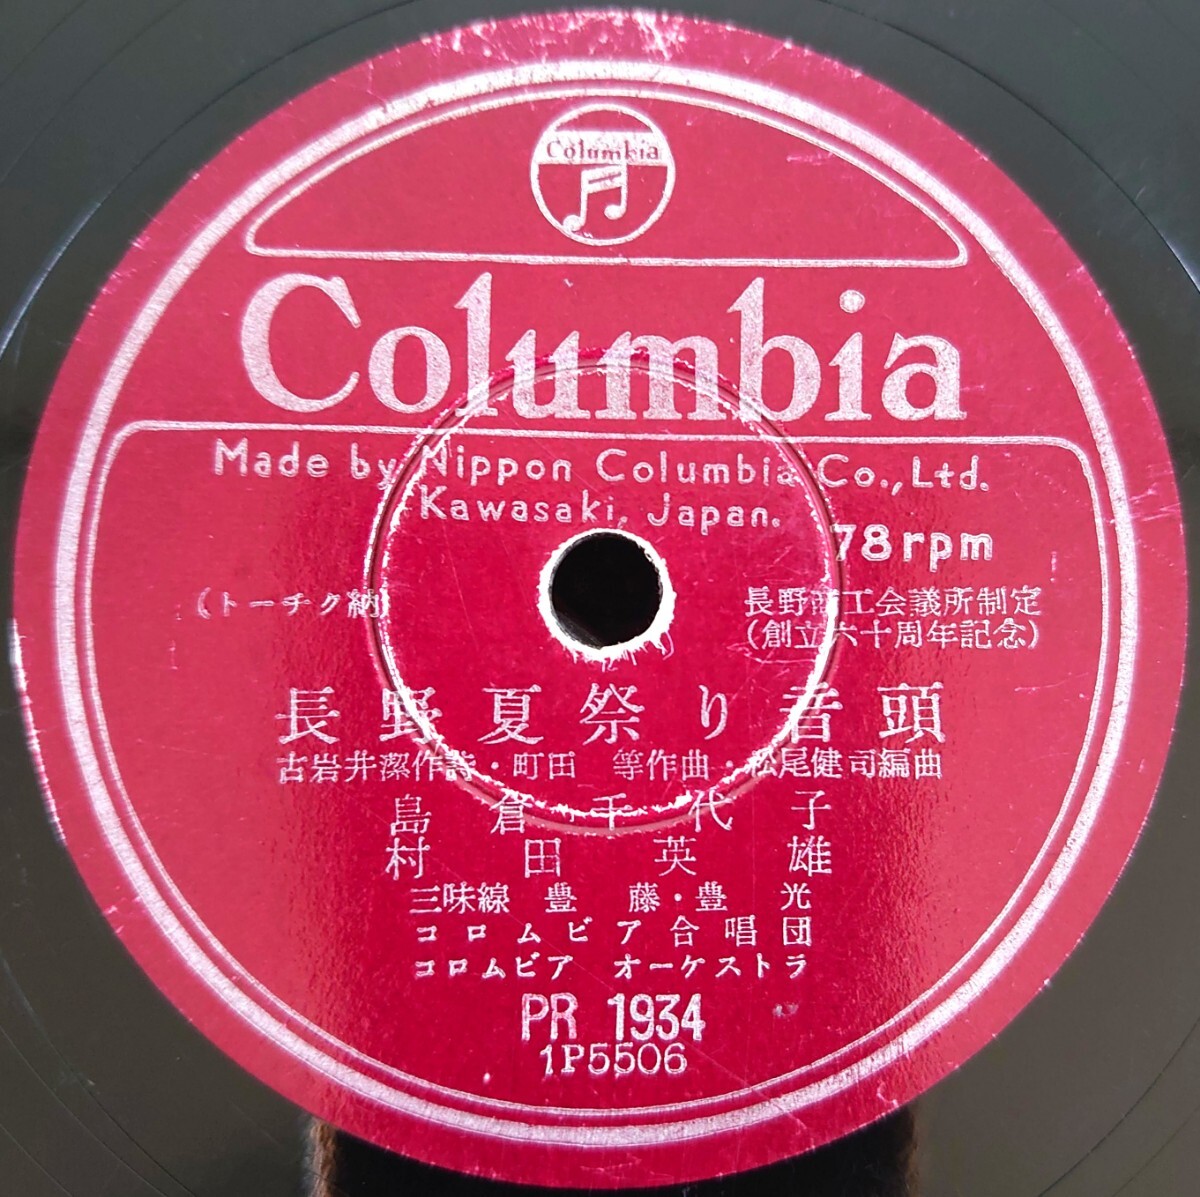 Columbia
Columbia
Made by Nippon Columbia Co., Ltd.
Kawasaki, Japan.
78rpm
(トーチク納)
長野商工会議所制定
(創立六十周年記念)
長野夏祭り音頭
古岩井潔作詩・町田 等作曲・松尾健司編曲
島倉千代子
村田英雄
三味線 豊 藤・豊 光
コロムビア合唱団
コロムビア オーケストラ
PR 1934
1P5506